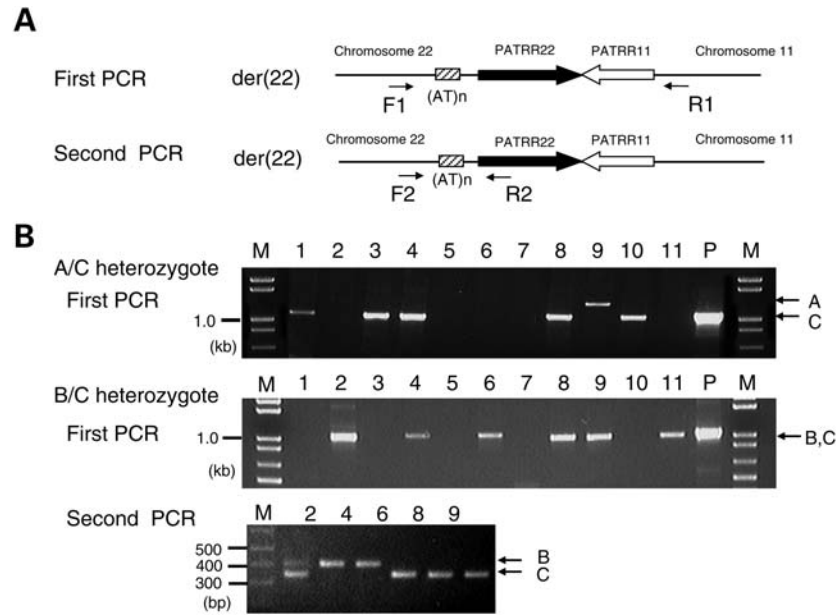 A
Chromosome 22 PATRR22 PATRR11 Chromosome 11
First PCR der(22)
F1 (AT)n R1
Chromosome 22 PATRR22 PATRR11 Chromosome 11
Second PCR der(22)
F2 (AT)n R2
B
M 1 2 3 4 5 6 7 8 9 10 11 P M
A/C heterozygote
First PCR
A
1.0 C
(kb)
B/C heterozygote
M 1 2 3 4 5 6 7 8 9 10 11 P M
First PCR 1.0 B,C
(kb)
Second PCR M 2 4 6 8 9
500
400 B
300 C
(bp)